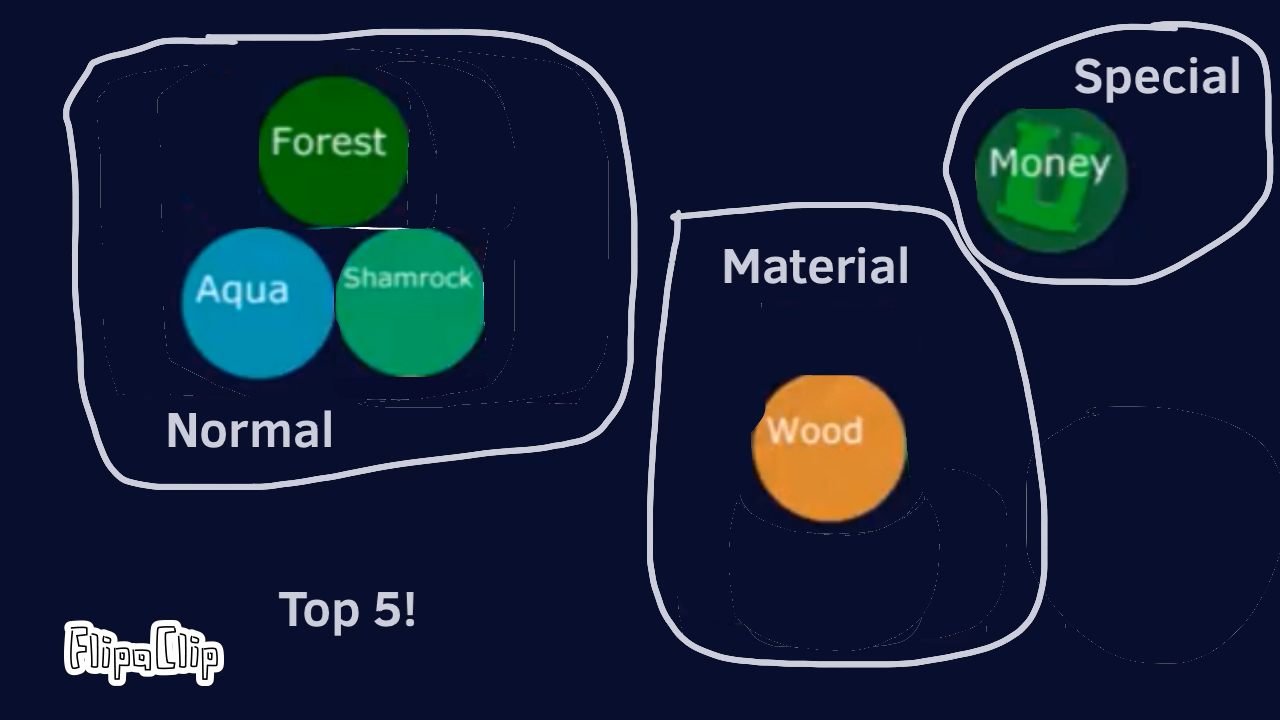 Special
Forest
Money
Aqua
Shamrock
Material
Normal
Wood
Top 5!
FlipaClip